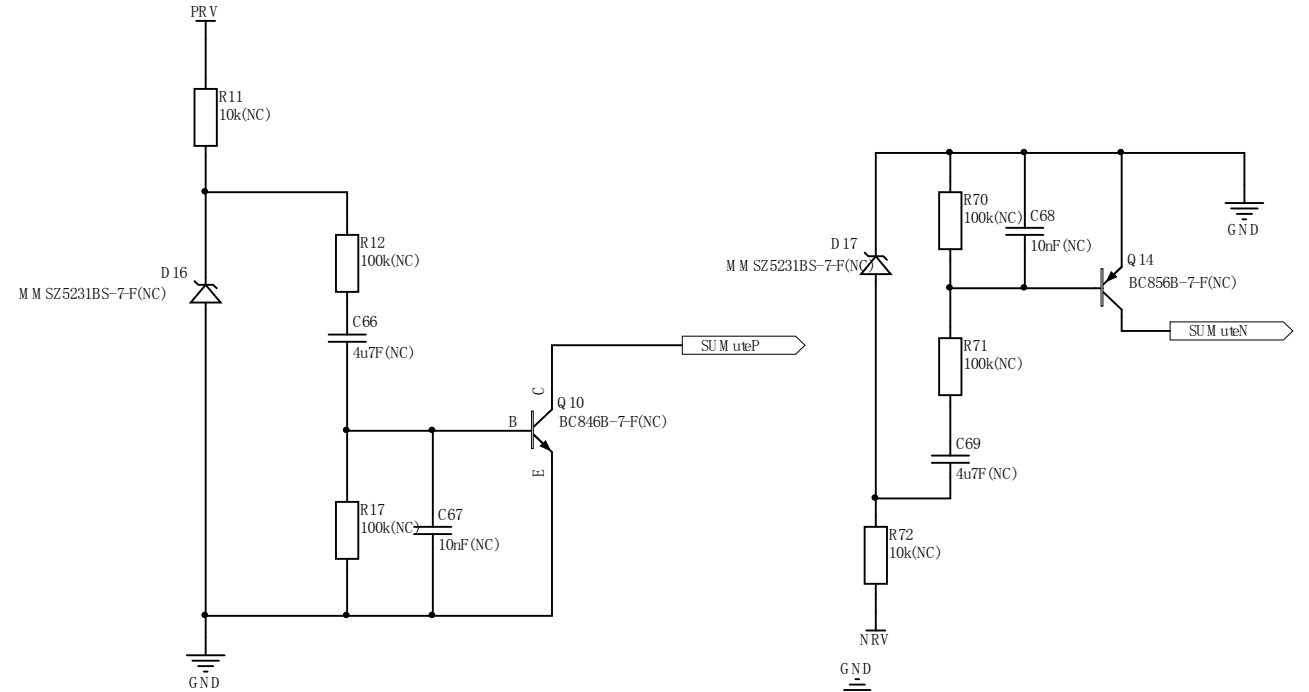 PRV
R11
10k(NC)
D16
MMSZ5231BS-7-F(NC)
R12
100k(NC)
C66
4u7F(NC)
SUMuteP
C
Q10
BC846B-7-F(NC)
B
E
R17
100k(NC)
C67
10nF(NC)
GND
R70
100k(NC)
C68
10nF(NC)
GND
D17
MMSZ5231BS-7-F(NC)
Q14
BC856B-7-F(NC)
SUMuteN
R71
100k(NC)
C69
4u7F(NC)
R72
10k(NC)
NRV
GND